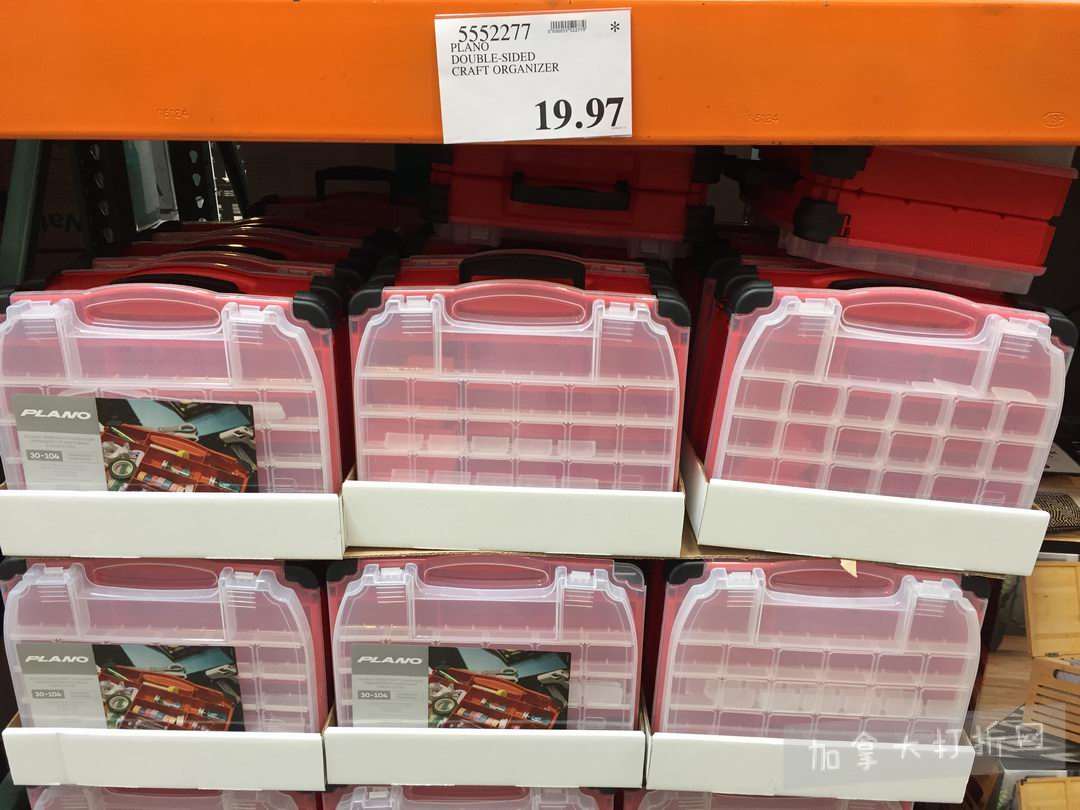 5552277
*
PLANO
DOUBLE-SIDED
CRAFT ORGANIZER
19.97
PLANO
30-104
PLANO
30-104
PLANO
30-104
加拿大打折网